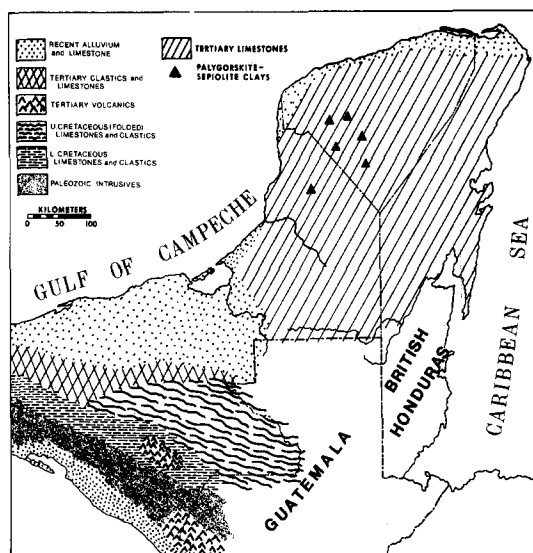 RECENT ALLUVIUM
and LIMESTONE
TERTIARY CLASTICS and
LIMESTONES
TERTIARY VOLCANICS
U.CRETACEOUS (FOLDED)
LIMESTONES and CLASTICS
L.CRETACEOUS
LIMESTONES and CLASTICS
PALEOZOIC INTRUSIVES
KILOMETERS
50 0 100
TERTIARY LIMESTONES
PALYGORSKITE-
SEPIOLITE CLAYS
GULF OF CAMPECHE
CARIBBEAN SEA
BRITISH
HONDURAS
GUATEMALA